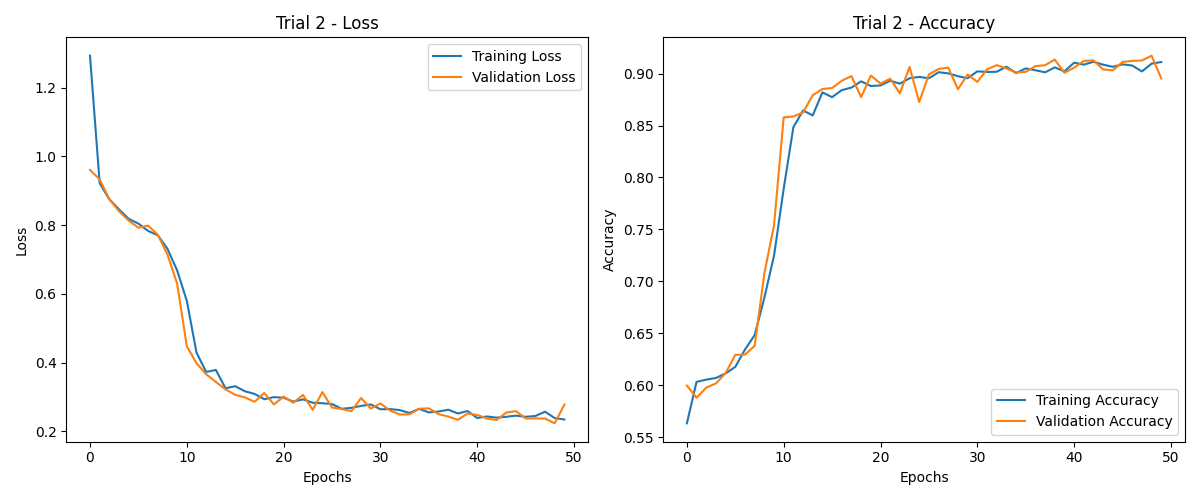 Trial 2 - Loss
Training Loss
Validation Loss
1.2
1.0
0.8
0.6
0.4
0.2
Loss
0 10 20 30 40 50
Epochs
Trial 2 - Accuracy
0.90
0.85
0.80
0.75
0.70
0.65
0.60
0.55
Accuracy
Training Accuracy
Validation Accuracy
0 10 20 30 40 50
Epochs